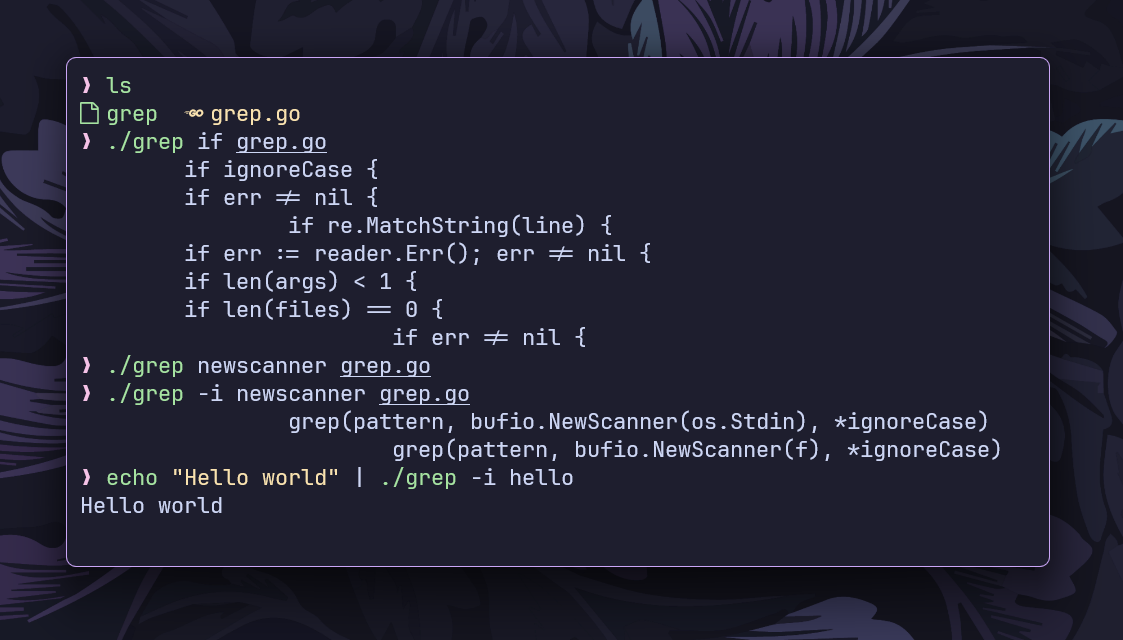 ❯ ls
grep  grep.go
❯ ./grep if grep.go
        if ignoreCase {
        if err != nil {
                if re.MatchString(line) {
        if err := reader.Err(); err != nil {
        if len(args) < 1 {
        if len(files) == 0 {
                        if err != nil {
❯ ./grep newscanner grep.go
❯ ./grep -i newscanner grep.go
                grep(pattern, bufio.NewScanner(os.Stdin), *ignoreCase)
                        grep(pattern, bufio.NewScanner(f), *ignoreCase)
❯ echo "Hello world" | ./grep -i hello
Hello world